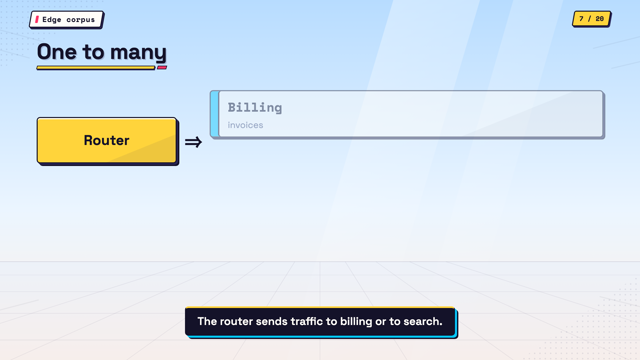 Edge corpus
7 / 20
One to many
Router
⇒
Billing
invoices
The router sends traffic to billing or to search.